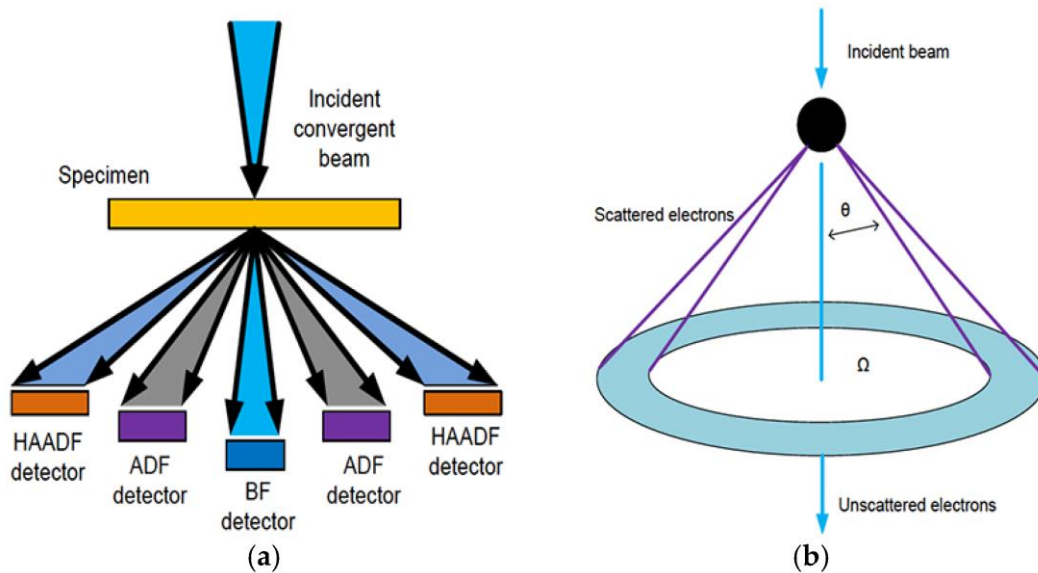 Incident
convergent
beam
Specimen
HAADF
detector
ADF
detector
BF
detector
ADF
detector
HAADF
detector
(a)
Incident beam
Scattered electrons
θ
Ω
Unscattered electrons
(b)